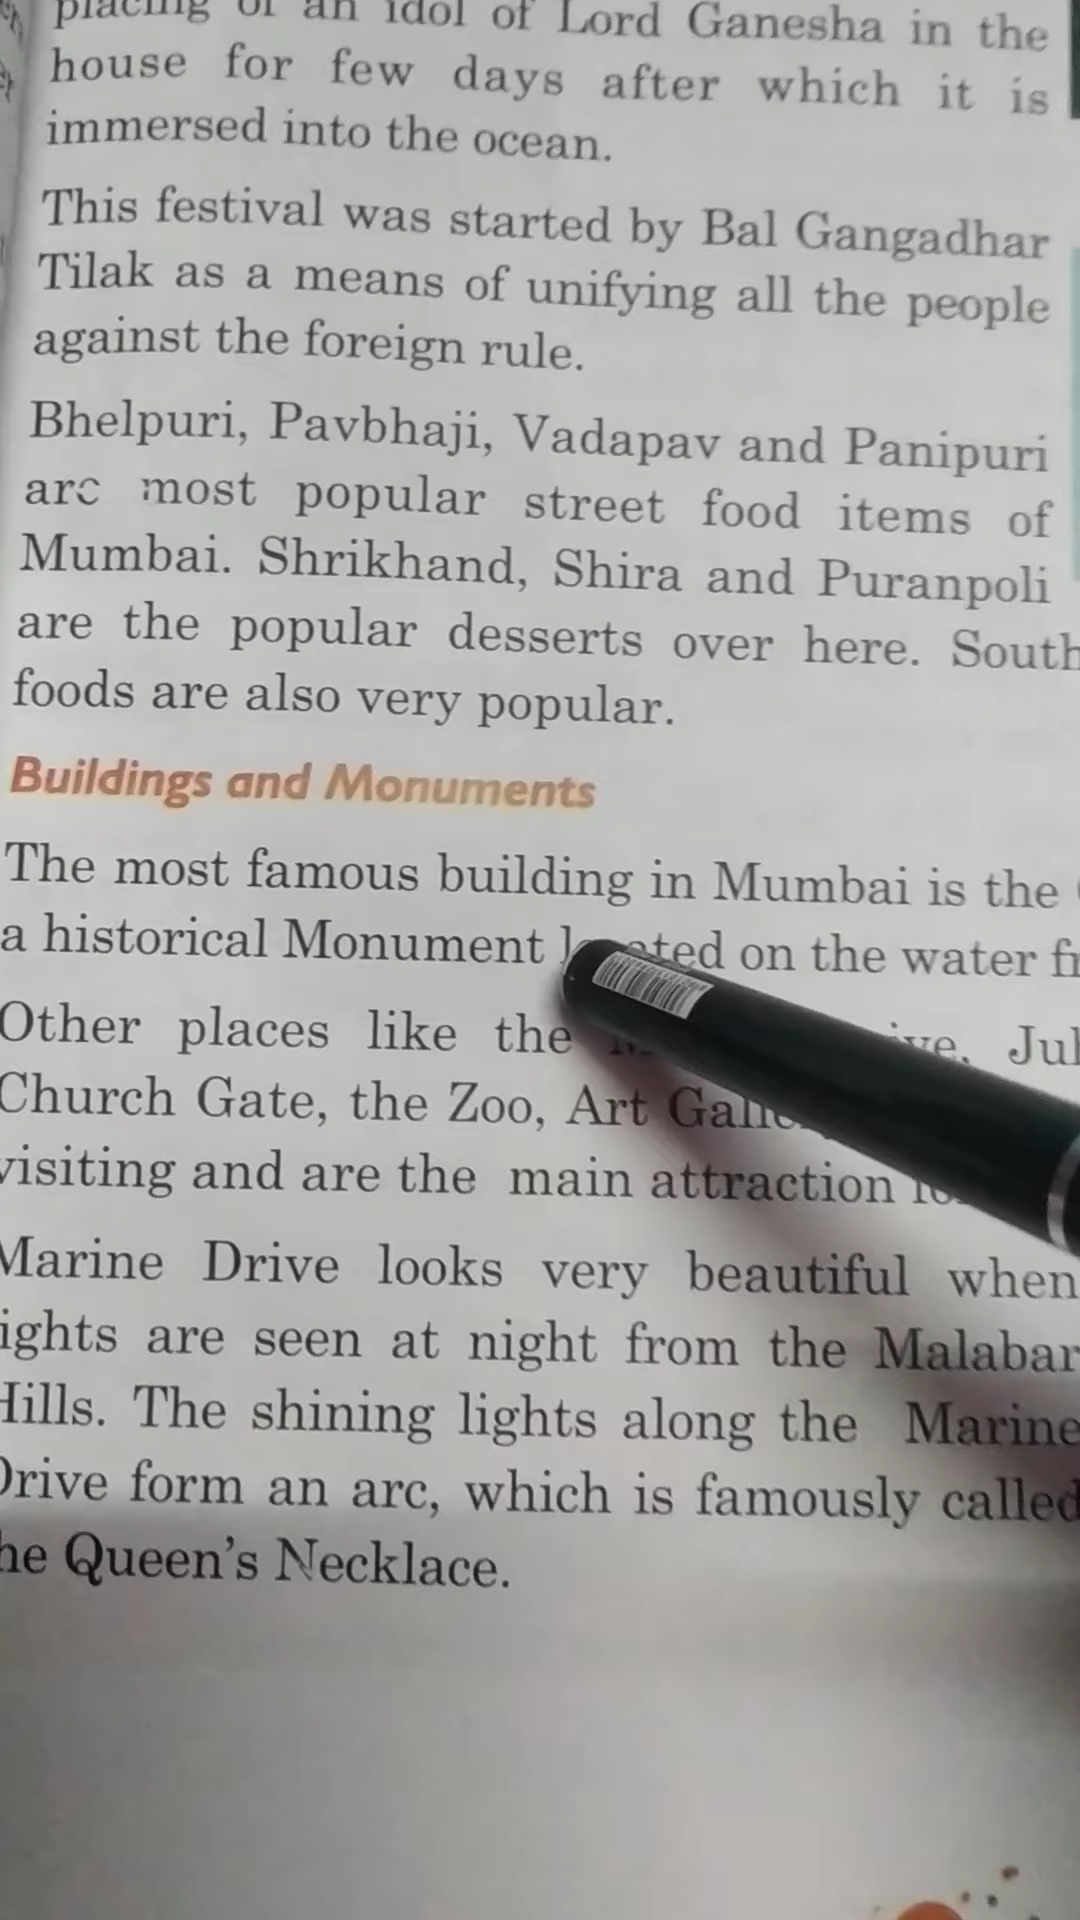 placing of an idol of Lord Ganesha in the
house for few days after which it is
immersed into the ocean.
This festival was started by Bal Gangadhar
Tilak as a means of unifying all the people
against the foreign rule.
Bhelpuri, Pavbhaji, Vadapav and Panipuri
are most popular street food items of
Mumbai. Shrikhand, Shira and Puranpoli
are the popular desserts over here. South
foods are also very popular.
Buildings and Monuments
The most famous building in Mumbai is the
a historical Monument located on the water
Other places like the
Church Gate, the Zoo, Art
visiting and are the main attraction
Marine Drive looks very beautiful when
ights are seen at night from the Malabar
Hills. The shining lights along the Marine
Drive form an arc, which is famously called
he Queen's Necklace.